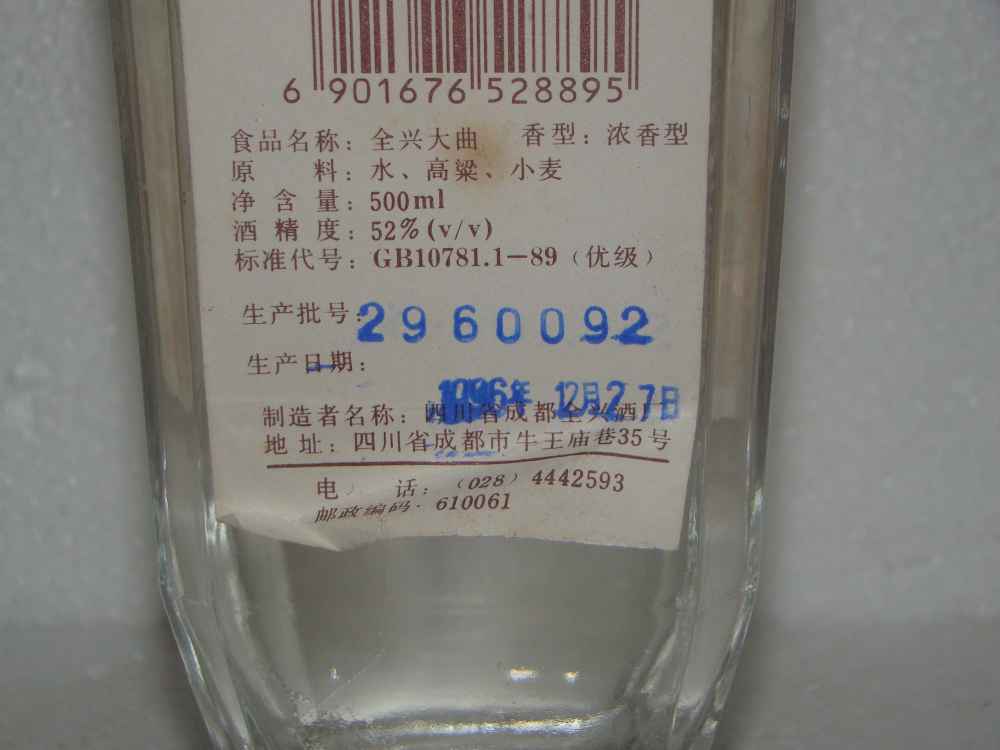 6 901676 528895
食品名称：全兴大曲 香型：浓香型
原 料：水、高粱、小麦
净 含 量：500ml
酒 精 度：52%(v/v)
标准代号：GB10781.1—89（优级）
生产批号：2960092
生产日期：
1996年 12月27日
制造者名称：四川省成都全兴酒厂
地 址：四川省成都市牛王庙巷35号
电 话：（028）4442593
邮政编码：610061